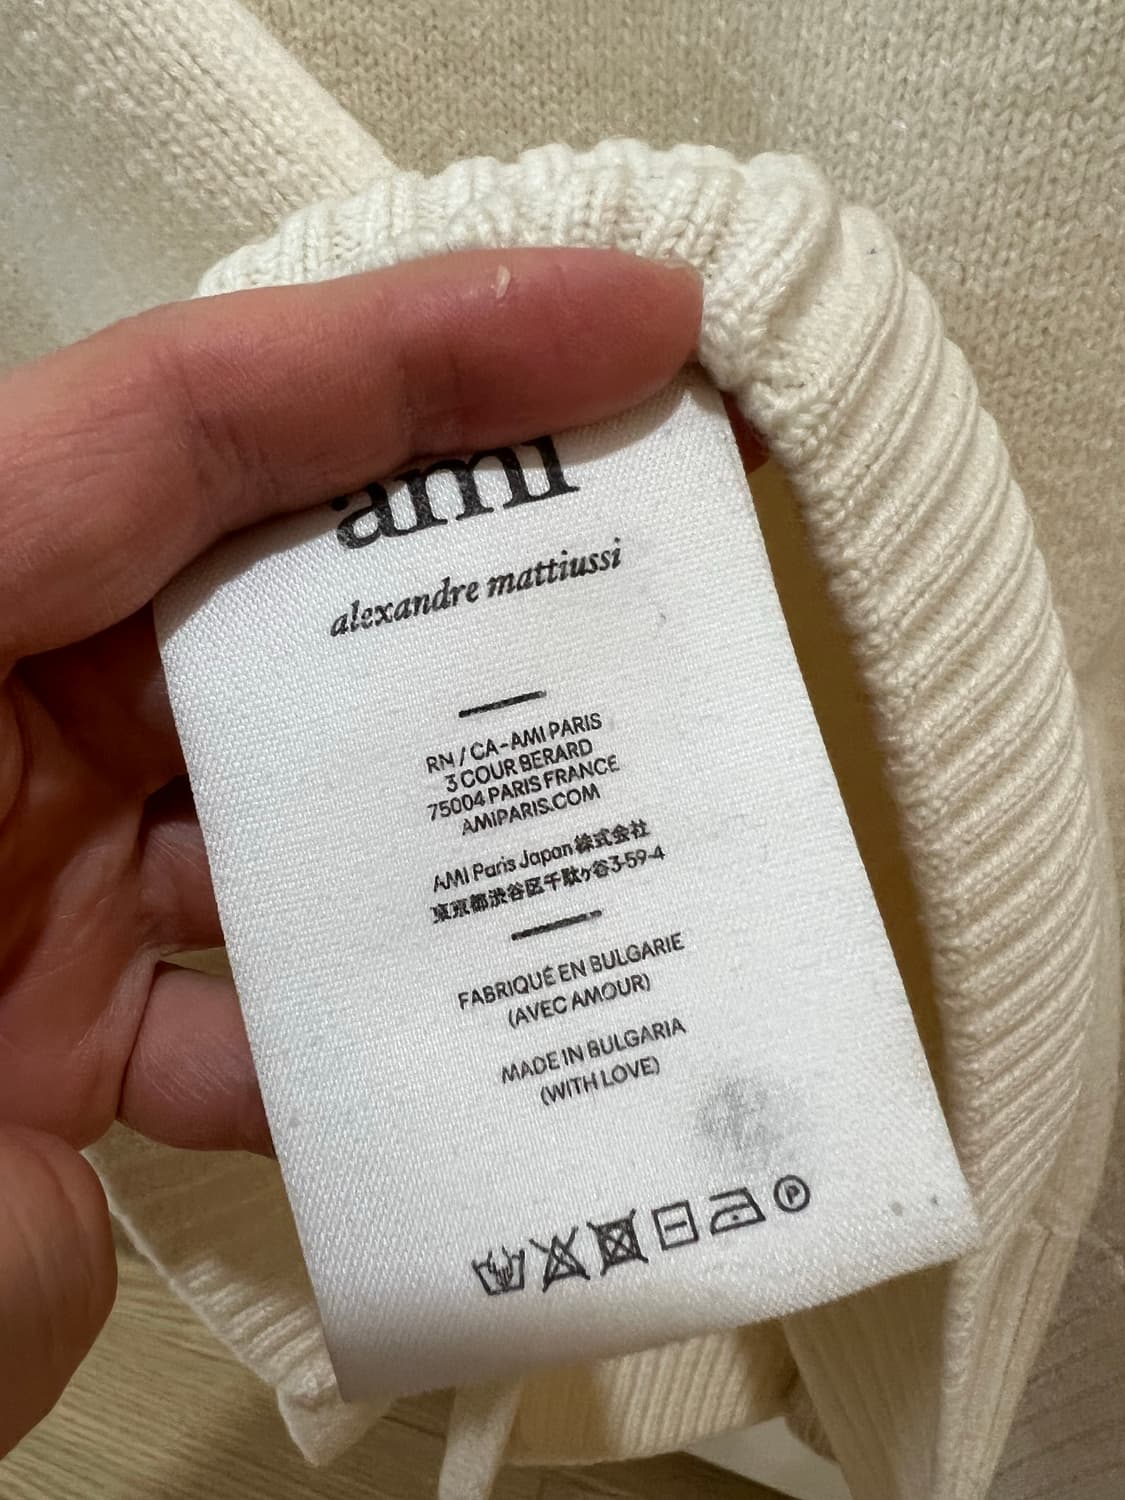 ami
alexandre mattiussi
RN / CA-AMI PARIS
3 COUR BERARD
75004 PARIS FRANCE
AMIPARIS.COM
AMI Paris Japan 株式会社
東京都渋谷区千駄ヶ谷3-59-4
FABRIQUÉ EN BULGARIE
(AVEC AMOUR)
MADE IN BULGARIA
(WITH LOVE)
P